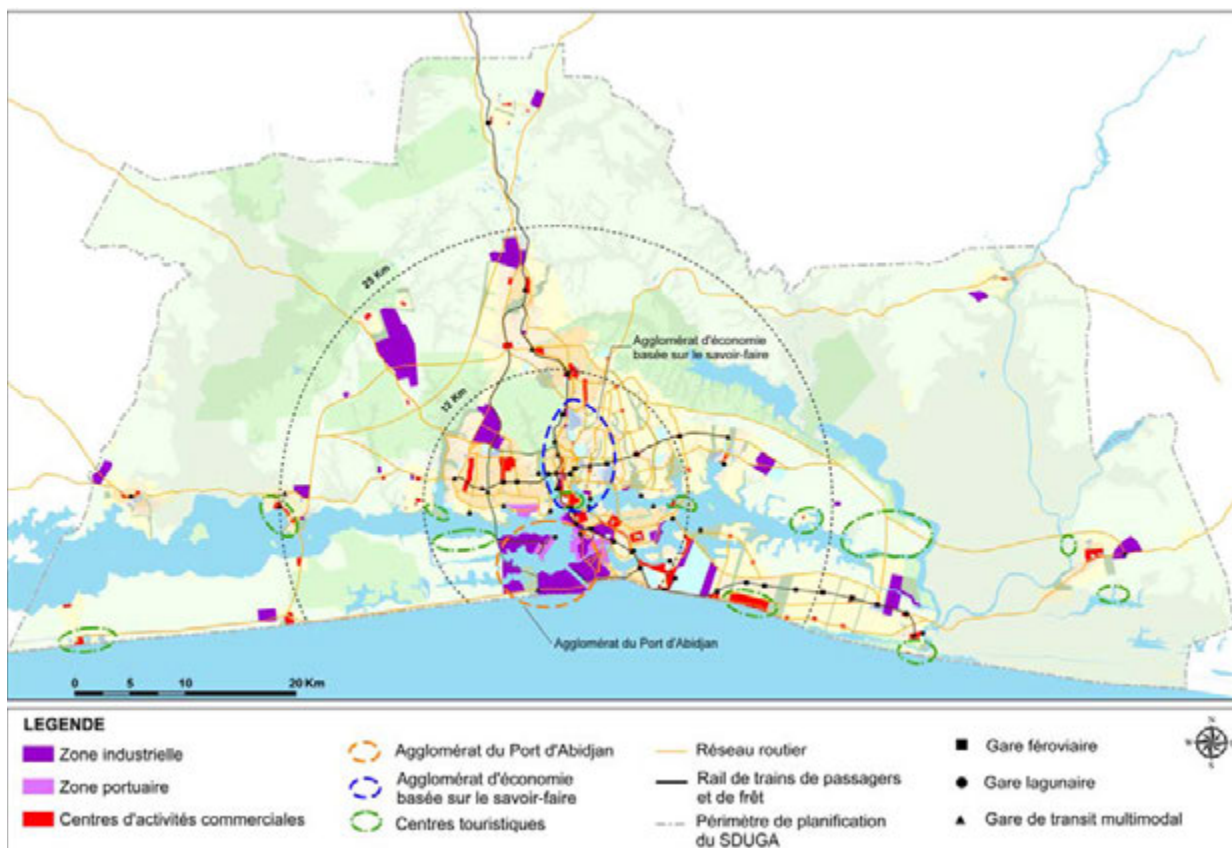 25 Km
Agglomérat d'économie
basée sur le savoir-faire
12 Km
Agglomérat du Port d'Abidjan
0 5 10 20 Km
LEGENDE
Zone industrielle
Zone portuaire
Centres d'activités commerciales
Agglomérat du Port d'Abidjan
Agglomérat d'économie
basée sur le savoir-faire
Centres touristiques
Réseau routier
Rail de trains de passagers
et de frêt
Périmètre de planification
du SDUGA
Gare féroviaire
Gare lagunaire
Gare de transit multimodal
N
S